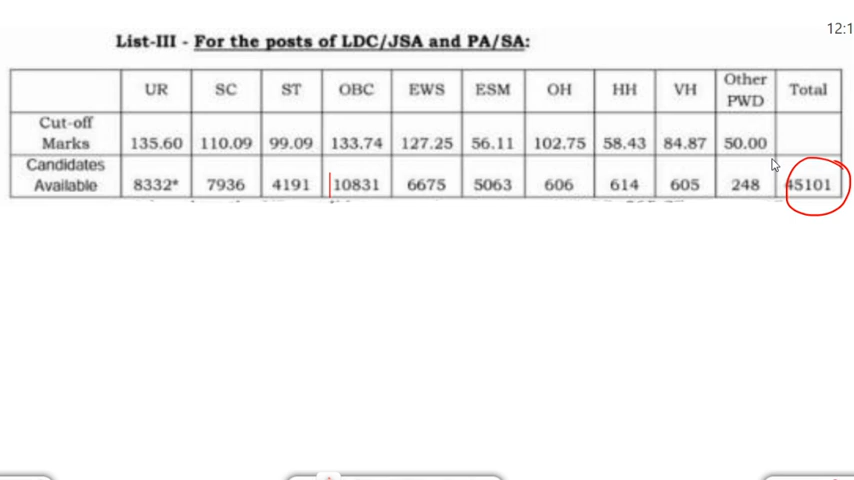 12:1
List-III - For the posts of LDC/JSA and PA/SA:
UR SC ST OBC EWS ESM OH HH VH Other PWD Total
Cut-off Marks 135.60 110.09 99.09 133.74 127.25 56.11 102.75 58.43 84.87 50.00
Candidates Available 8332* 7936 4191 10831 6675 5063 606 614 605 248 45101